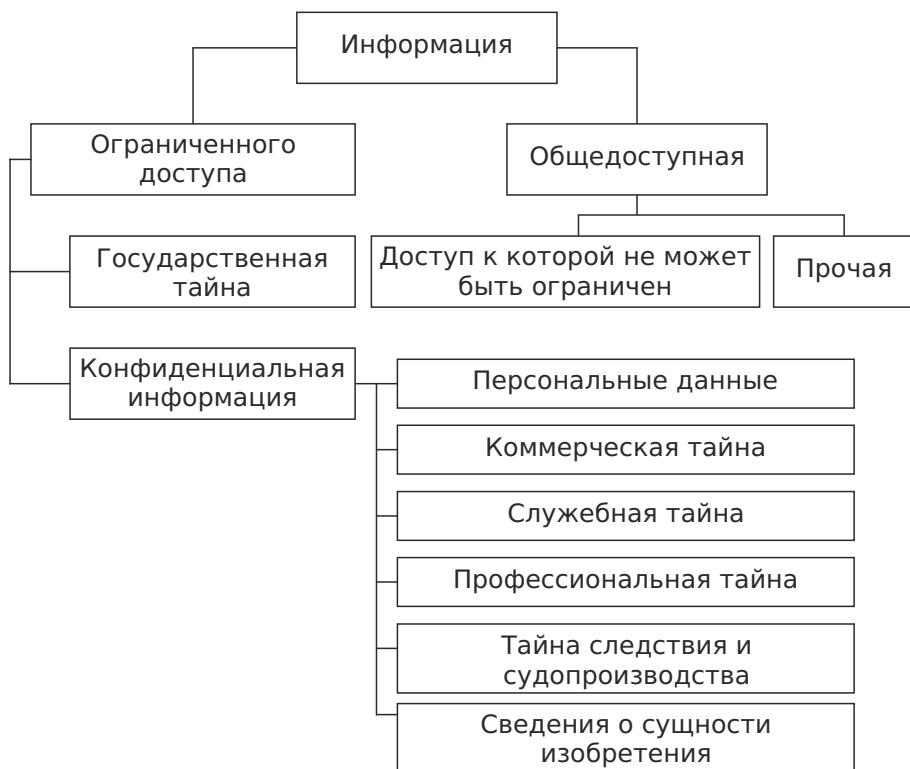 Информация
Ограниченного
доступа
Общедоступная
Государственная
тайна
Доступ к которой не может
быть ограничен
Прочая
Конфиденциальная
информация
Персональные данные
Коммерческая тайна
Служебная тайна
Профессиональная тайна
Тайна следствия и
судопроизводства
Сведения о сущности
изобретения